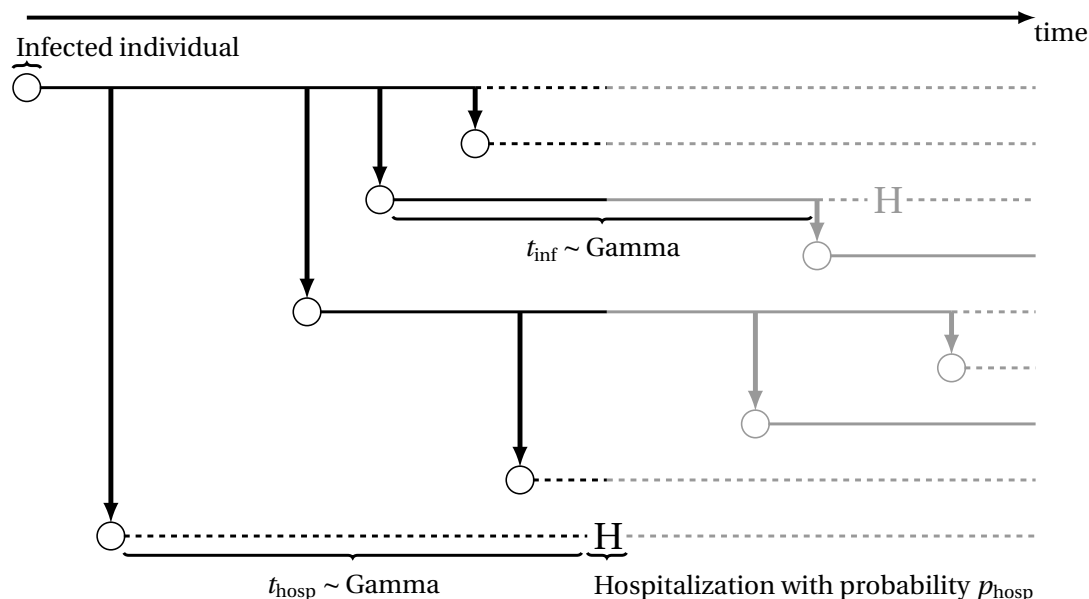 time
Infected individual
H
t_inf ~ Gamma
H
t_hosp ~ Gamma
Hospitalization with probability p_hosp